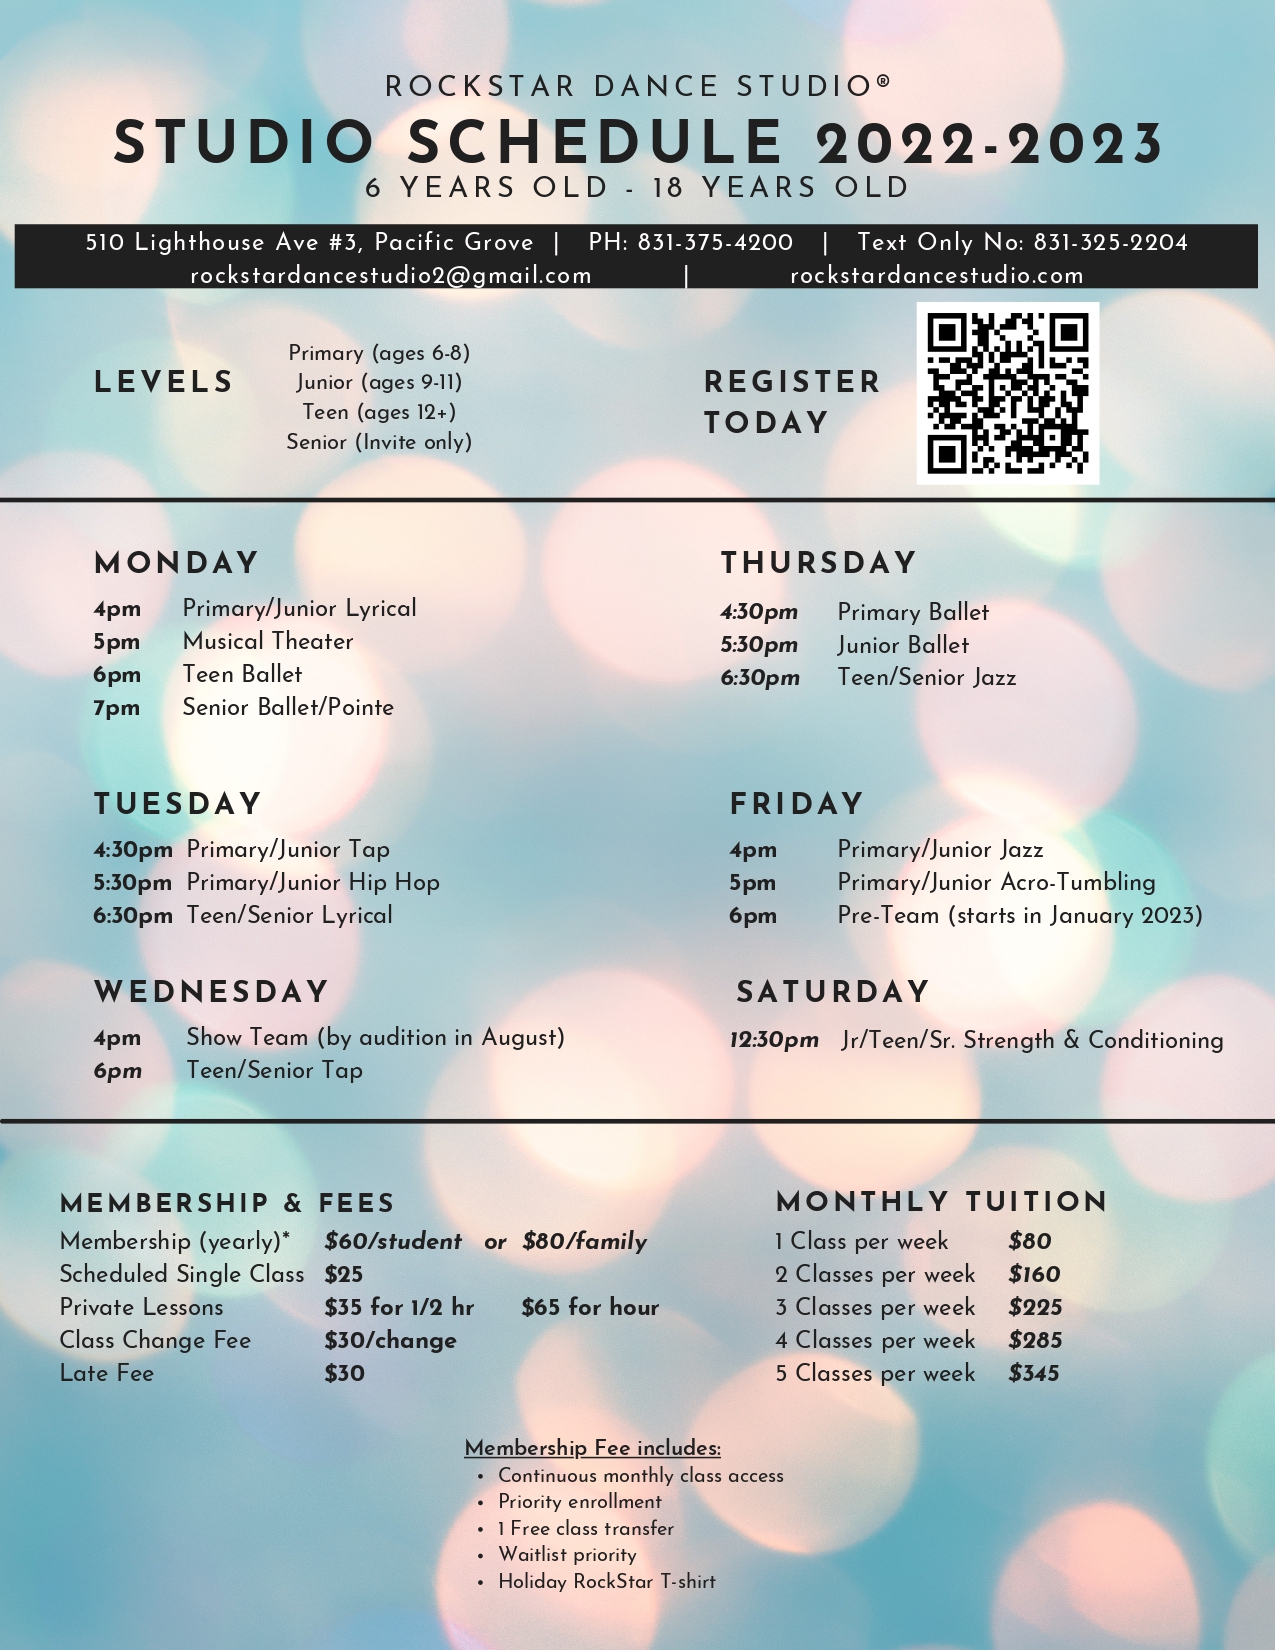 ROCKSTAR DANCE STUDIO®
STUDIO SCHEDULE 2022-2023
6 YEARS OLD - 18 YEARS OLD
510 Lighthouse Ave #3, Pacific Grove | PH: 831-375-4200 | Text Only No: 831-325-2204
rockstardancestudio2@gmail.com | rockstardancestudio.com
LEVELS
Primary (ages 6-8)
Junior (ages 9-11)
Teen (ages 12+)
Senior (Invite only)
REGISTER
TODAY
MONDAY
4pm Primary/Junior Lyrical
5pm Musical Theater
6pm Teen Ballet
7pm Senior Ballet/Pointe
THURSDAY
4:30pm Primary Ballet
5:30pm Junior Ballet
6:30pm Teen/Senior Jazz
TUESDAY
4:30pm Primary/Junior Tap
5:30pm Primary/Junior Hip Hop
6:30pm Teen/Senior Lyrical
FRIDAY
4pm Primary/Junior Jazz
5pm Primary/Junior Acro-Tumbling
6pm Pre-Team (starts in January 2023)
WEDNESDAY
4pm Show Team (by audition in August)
6pm Teen/Senior Tap
SATURDAY
12:30pm Jr/Teen/Sr. Strength & Conditioning
MEMBERSHIP & FEES
Membership (yearly)* $60/student or $80/family
Scheduled Single Class $25
Private Lessons $35 for 1/2 hr $65 for hour
Class Change Fee $30/change
Late Fee $30
MONTHLY TUITION
1 Class per week $80
2 Classes per week $160
3 Classes per week $225
4 Classes per week $285
5 Classes per week $345
Membership Fee includes:
• Continuous monthly class access
• Priority enrollment
• 1 Free class transfer
• Waitlist priority
• Holiday RockStar T-shirt